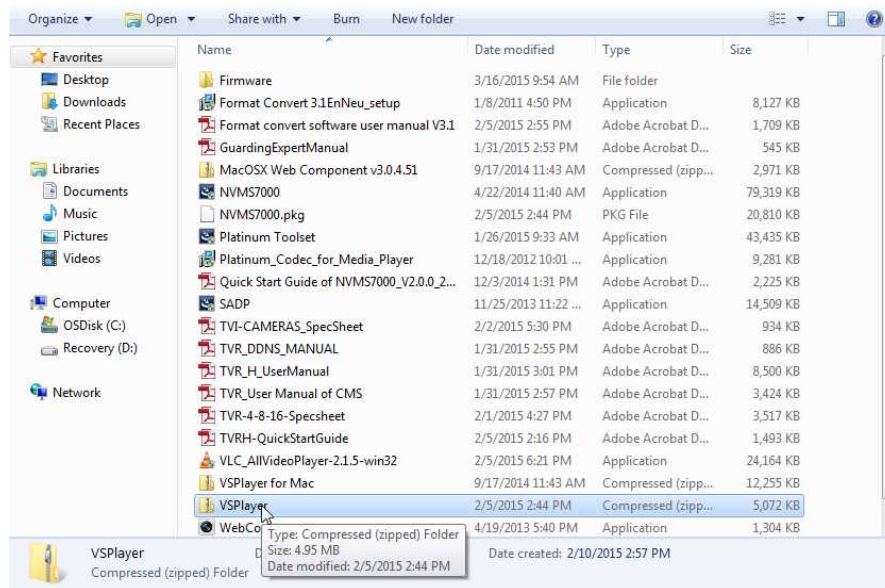 Organize Open Share with Burn New folder
Name Date modified Type Size
Favorites
Desktop
Downloads
Recent Places
Libraries
Documents
Music
Pictures
Videos
Computer
OSDisk (C:)
Recovery (D:)
Network
Firmware 3/16/2015 9:54 AM File folder
Format Convert 3.1EnNeu_setup 1/8/2011 4:50 PM Application 8,127 KB
Format convert software user manual V3.1 2/5/2015 2:55 PM Adobe Acrobat D... 1,709 KB
GuardingExpertManual 1/31/2015 2:53 PM Adobe Acrobat D... 545 KB
MacOSX Web Component v3.0.4.51 9/17/2014 11:43 AM Compressed (zipp... 2,971 KB
NVMS7000 4/22/2014 11:40 AM Application 79,319 KB
NVMS7000.pkg 2/5/2015 2:44 PM PKG File 20,810 KB
Platinum Toolset 1/26/2015 9:33 AM Application 43,435 KB
Platinum_Codec_for_Media_Player 12/18/2012 10:01 ... Application 9,281 KB
Quick Start Guide of NVMS7000_V2.0.0_2... 12/3/2014 1:31 PM Adobe Acrobat D... 2,225 KB
SADP 11/25/2013 11:22 ... Application 14,509 KB
TVI-CAMERAS_SpecSheet 2/2/2015 5:30 PM Adobe Acrobat D... 934 KB
TVR_DDNS_MANUAL 1/31/2015 2:55 PM Adobe Acrobat D... 886 KB
TVR_H_UserManual 1/31/2015 3:01 PM Adobe Acrobat D... 8,500 KB
TVR_User Manual of CMS 1/31/2015 2:57 PM Adobe Acrobat D... 3,424 KB
TVR-4-8-16-Specsheet 2/1/2015 4:27 PM Adobe Acrobat D... 3,517 KB
TVRH-QuickStartGuide 2/5/2015 2:16 PM Adobe Acrobat D... 1,493 KB
VLC_AllVideoPlayer-2.1.5-win32 2/5/2015 6:21 PM Application 24,164 KB
VSPlayer for Mac 9/17/2014 11:43 AM Compressed (zipp... 12,255 KB
VSPlayer 2/5/2015 2:44 PM Compressed (zipp... 5,072 KB
WebCo 4/19/2013 5:40 PM Application 1,304 KB
Type: Compressed (zipped) Folder
Size: 4.95 MB
Date modified: 2/5/2015 2:44 PM
VSPlayer D Date created: 2/10/2015 2:57 PM
Compressed (zipped) Folder